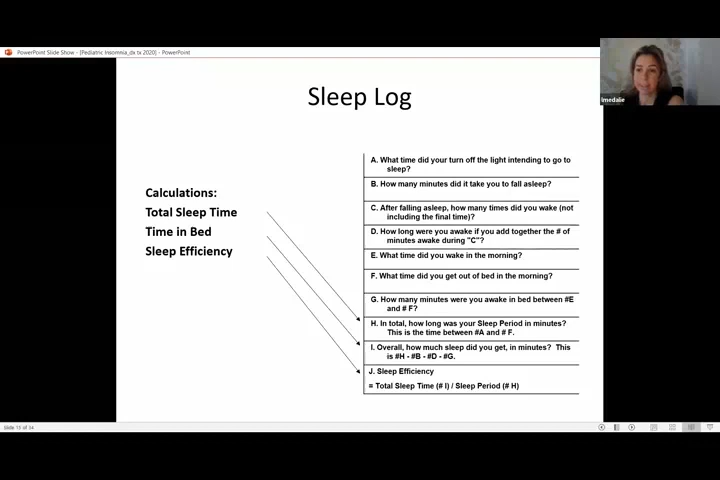 PowerPoint Slide Show - [Pediatric insomnia_dx tx 2020] - PowerPoint
lmedale
Sleep Log
Calculations:
Total Sleep Time
Time in Bed
Sleep Efficiency
A. What time did your turn off the light intending to go to
sleep?
B. How many minutes did it take you to fall asleep?
C. After falling asleep, how many times did you wake (not
including the final time)?
D. How long were you awake if you add together the # of
minutes awake during "C"?
E. What time did you wake in the morning?
F. What time did you get out of bed in the morning?
G. How many minutes were you awake in bed between #E
and # F?
H. In total, how long was your Sleep Period in minutes?
This is the time between #A and # F.
I. Overall, how much sleep did you get, in minutes? This
is #H - #B - #D - #G.
J. Sleep Efficiency
= Total Sleep Time (# I) / Sleep Period (# H)
Slide 15 of 34